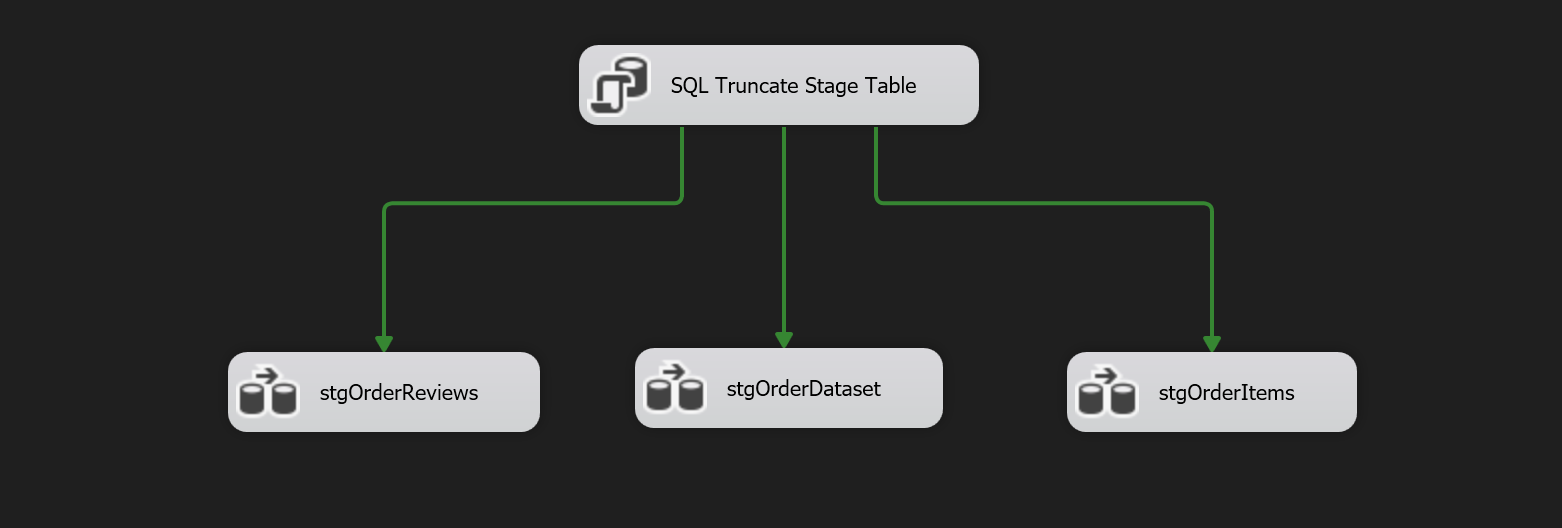 SQL Truncate Stage Table
stgOrderReviews
stgOrderDataset
stgOrderItems